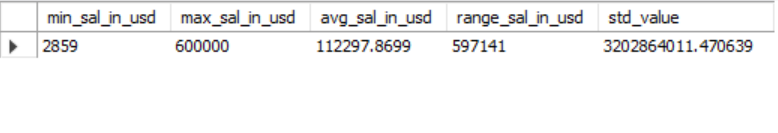 min_sal_in_usd max_sal_in_usd avg_sal_in_usd range_sal_in_usd std_value
2859 600000 112297.8699 597141 3202864011.470639